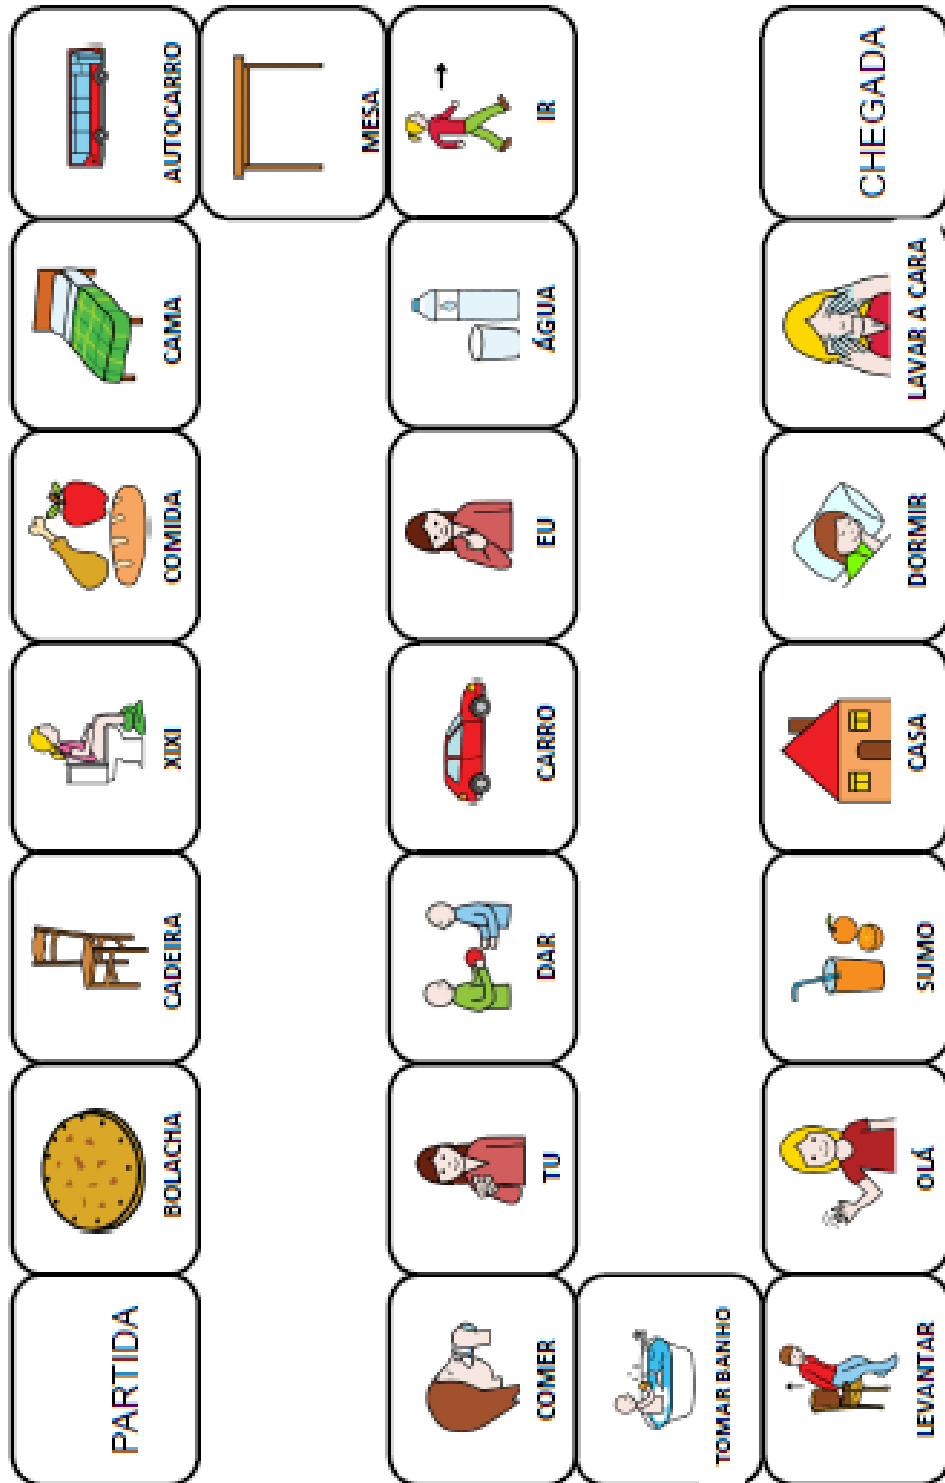 PARTIDA
BOLACHA
CADEIRA
XIXI
COMIDA
CAMA
AUTOCARRO
MESA
IR
ÁGUA
EU
CARRO
DAR
TU
COMER
TOMAR BANHO
LEVANTAR
OLÁ
SUMO
CASA
DORMIR
LAVAR A CARA
CHEGADA